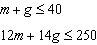 m + g ≤ 40
12m + 14g ≤ 250